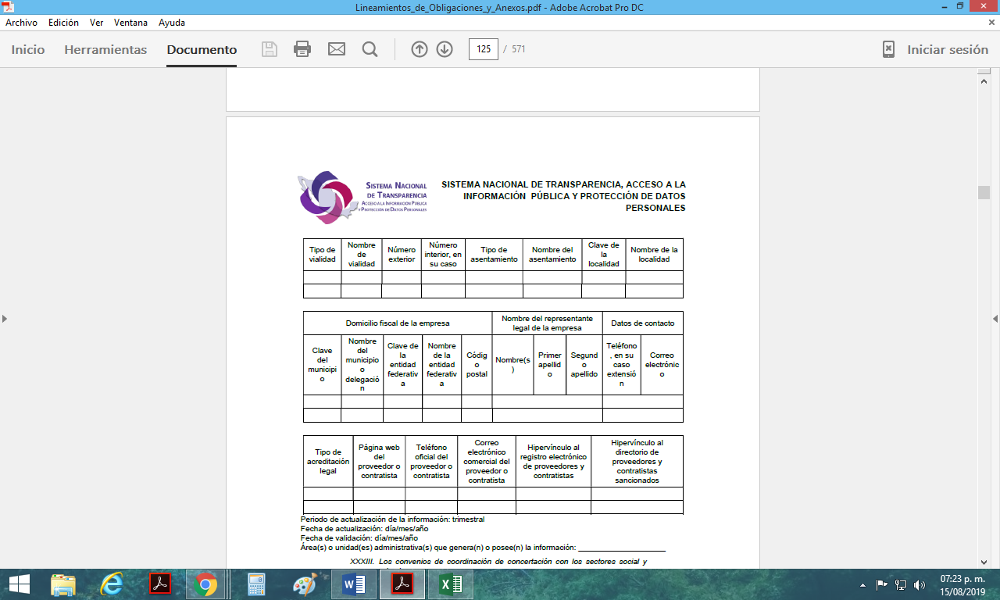 Lineamientos_de_Obligaciones_y_Anexos.pdf - Adobe Acrobat Pro DC
Archivo Edición Ver Ventana Ayuda
Inicio Herramientas Documento 125 / 571 Iniciar sesión
SISTEMA NACIONAL
DE TRANSPARENCIA
ACCESO A LA INFORMACIÓN PÚBLICA
Y PROTECCIÓN DE DATOS PERSONALES
SISTEMA NACIONAL DE TRANSPARENCIA, ACCESO A LA
INFORMACIÓN PÚBLICA Y PROTECCIÓN DE DATOS
PERSONALES
Tipo de
vialidad
Nombre
de
vialidad
Número
exterior
Número
interior, en
su caso
Tipo de
asentamiento
Nombre del
asentamiento
Clave de
la
localidad
Nombre de la
localidad
Domicilio fiscal de la empresa
Nombre del representante
legal de la empresa
Datos de contacto
Clave
del
municipi
o
Nombre
del
municipio
o
delegació
n
Clave de
la
entidad
federativ
a
Nombre
de la
entidad
federativ
a
Códig
o
postal
Nombre(s
)
Primer
apellid
o
Segund
o
apellido
Teléfono
, en su
caso
extensió
n
Correo
electrónic
o
Tipo de
acreditación
legal
Página web
del
proveedor o
contratista
Teléfono
oficial del
proveedor o
contratista
Correo
electrónico
comercial del
proveedor o
contratista
Hipervínculo al
registro electrónico
de proveedores y
contratistas
Hipervínculo al
directorio de
proveedores y
contratistas
sancionados
Periodo de actualización de la información: trimestral
Fecha de actualización: día/mes/año
Fecha de validación: día/mes/año
Área(s) o unidad(es) administrativa(s) que genera(n) o posee(n) la información: ____________________
XXXIII. Los convenios de coordinación de concertación con los sectores social y
07:23 p. m.
15/08/2019